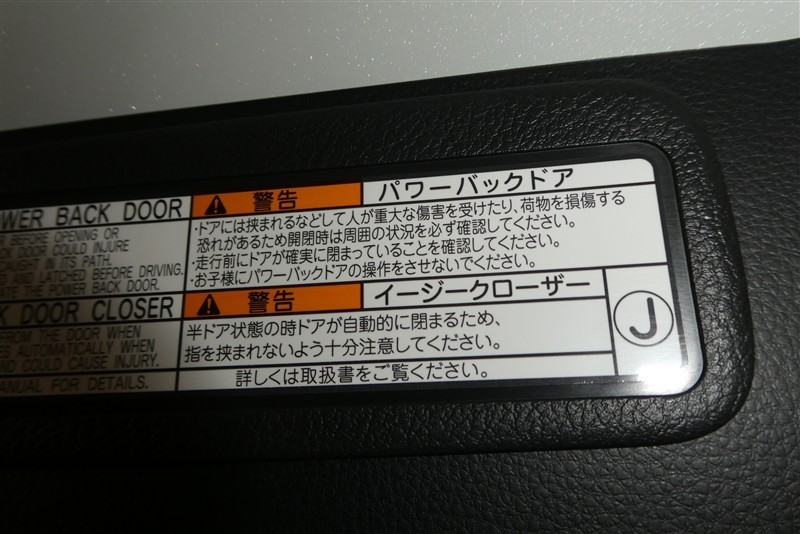 WER BACK DOOR
BEFORE OPENING OR
DOOR COULD INJURE
ITS PATH.
LATCHED BEFORE DRIVING.
THE POWER BACK DOOR.
DOOR CLOSER
FROM THE DOOR WHEN
AUTOMATICALLY WHEN
AND COULD CAUSE INJURY.
MANUAL FOR DETAILS.
警告 パワーバックドア
・ドアには挟まれるなどして人が重大な傷害を受けたり、荷物を損傷する
恐れがあるため開閉時は周囲の状況を必ず確認してください。
・走行前にドアが確実に閉まっていることを確認してください。
・お子様にパワーバックドアの操作をさせないでください。
警告 イージークローザー
半ドア状態の時ドアが自動的に閉まるため、
指を挟まれないよう十分注意してください。
詳しくは取扱書をご覧ください。
J